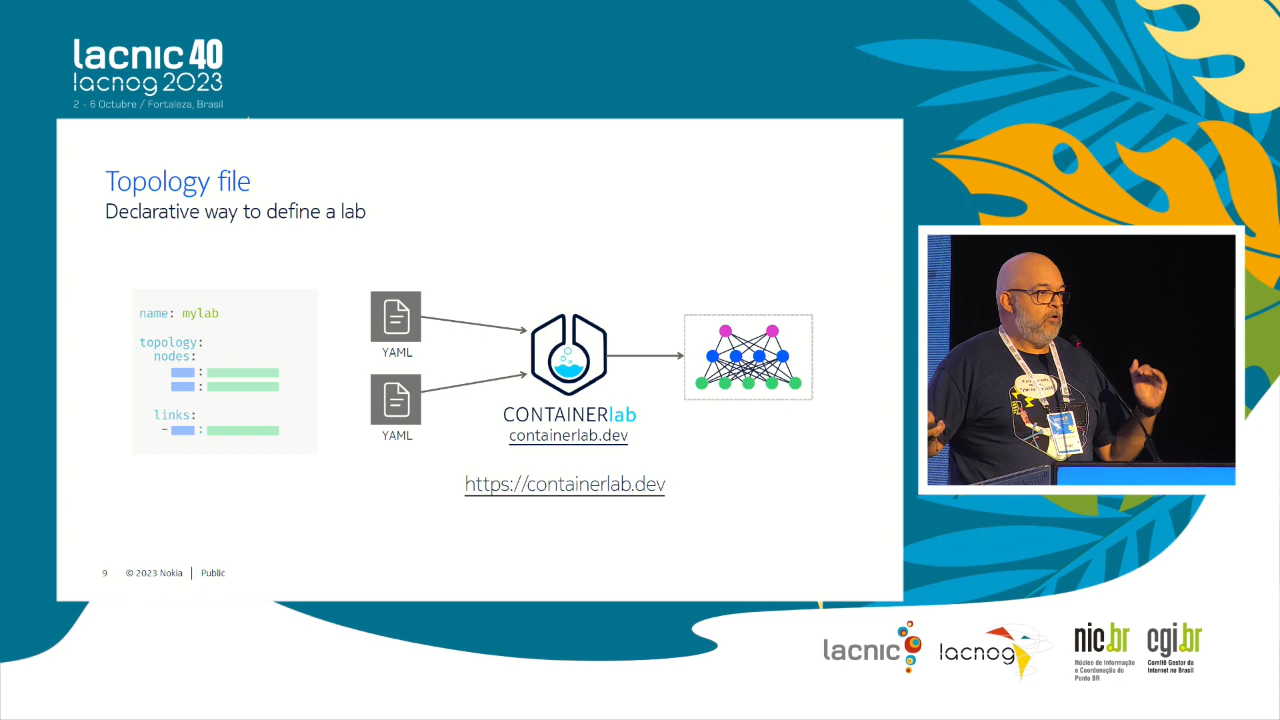 lacnic 40
lacnog 2023
2 - 6 Octubre / Fortaleza, Brasil
Topology file
Declarative way to define a lab
name: mylab
topology:
nodes:
:
:
links:
- :
YAML
YAML
CONTAINERlab
containerlab.dev
https://containerlab.dev
9 © 2023 Nokia | Public
lacnic
lacnog
nic.br
Núcleo de Informação
e Coordenação do
Ponto BR
cgi.br
Comitê Gestor da
Internet no Brasil